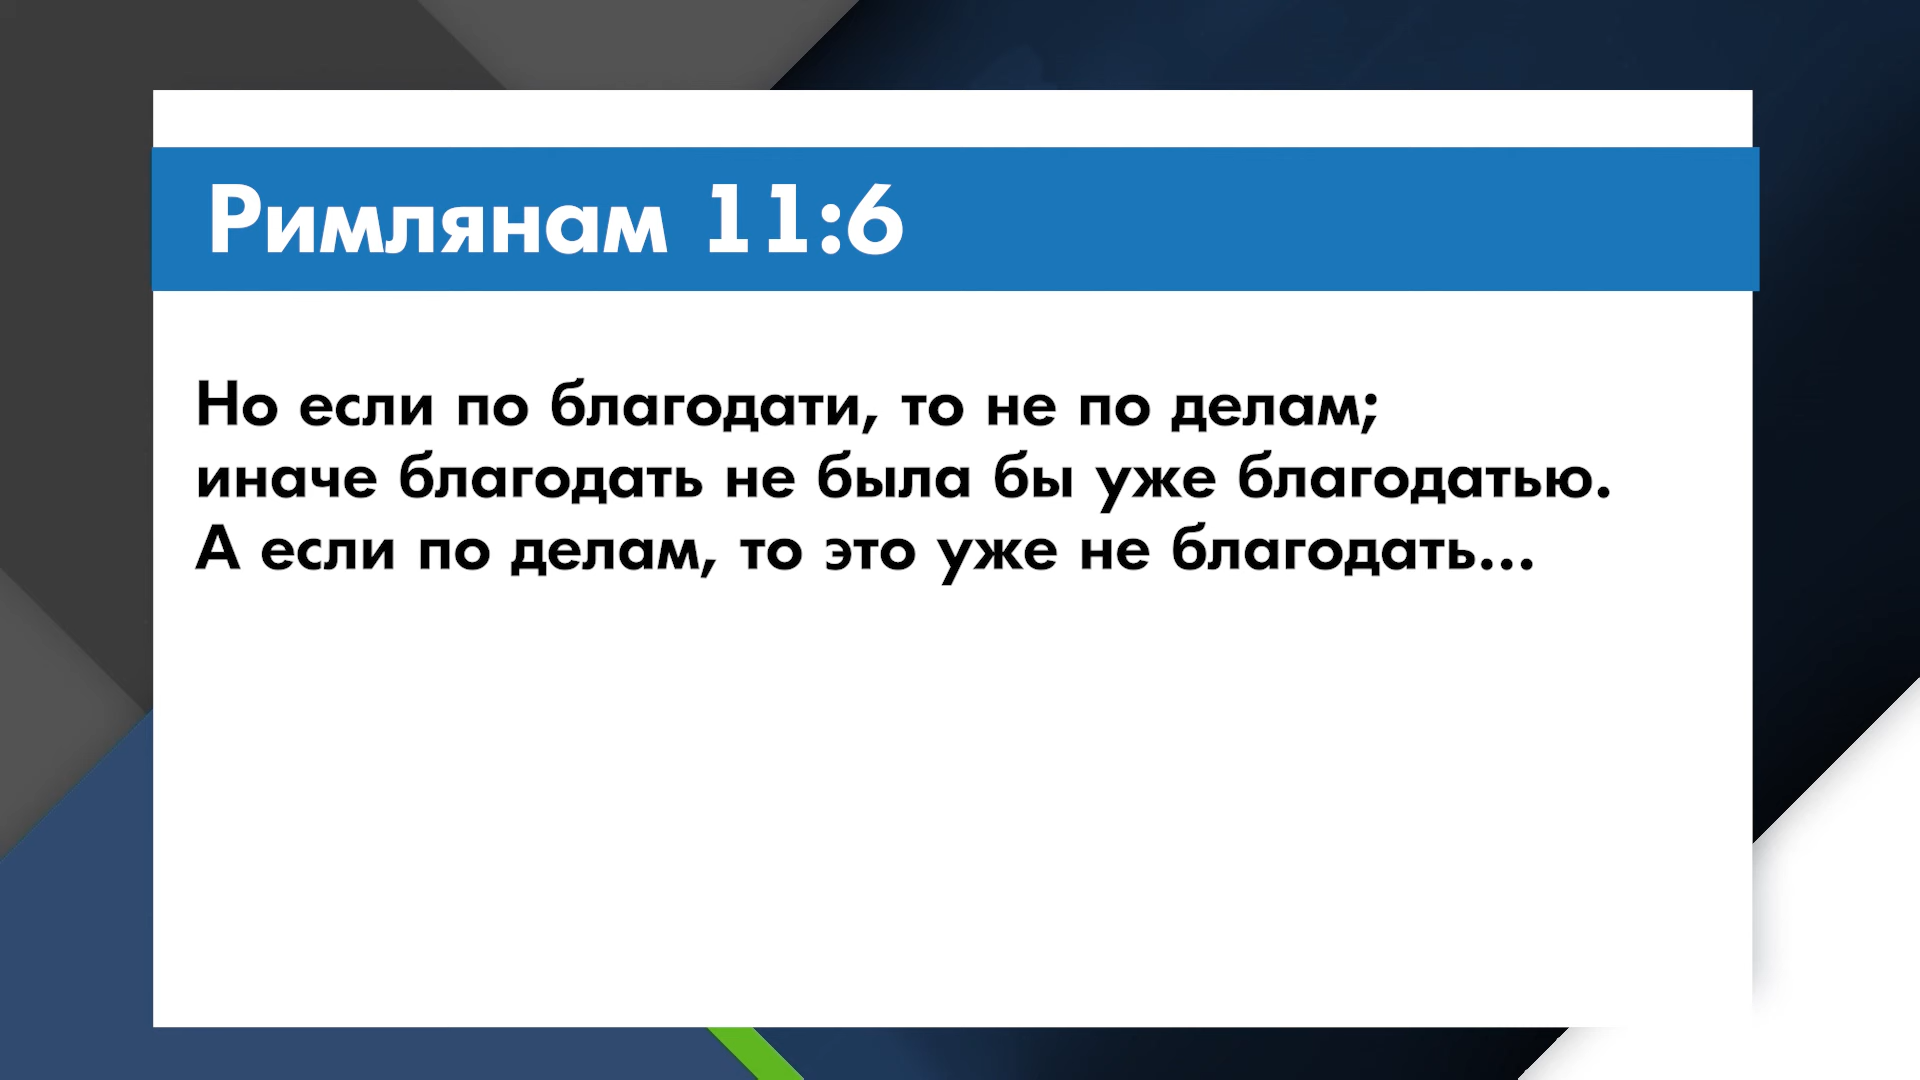 Римлянам 11:6
Но если по благодати, то не по делам;
иначе благодать не была бы уже благодатью.
А если по делам, то это уже не благодать...